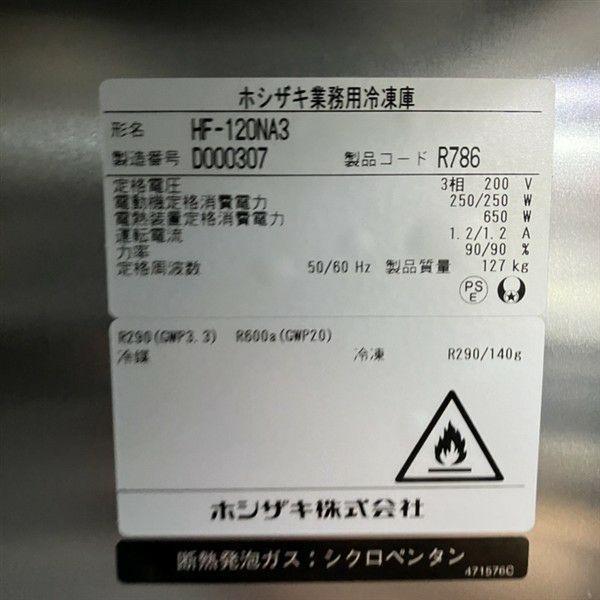 ホシザキ業務用冷凍庫
形名 HF-120NA3
製造番号 D000307 製品コード R786
定格電圧 3相 200 V
電動機定格消費電力 250/250 W
電熱装置定格消費電力 650 W
運転電流 1.2/1.2 A
力率 90/90 %
定格周波数 50/60 Hz 製品質量 127 kg
PS
E
R290(GWP3.3) R600a(GWP20)
冷媒 冷凍 R290/140g
ホシザキ株式会社
断熱発泡ガス：シクロペンタン
471576C